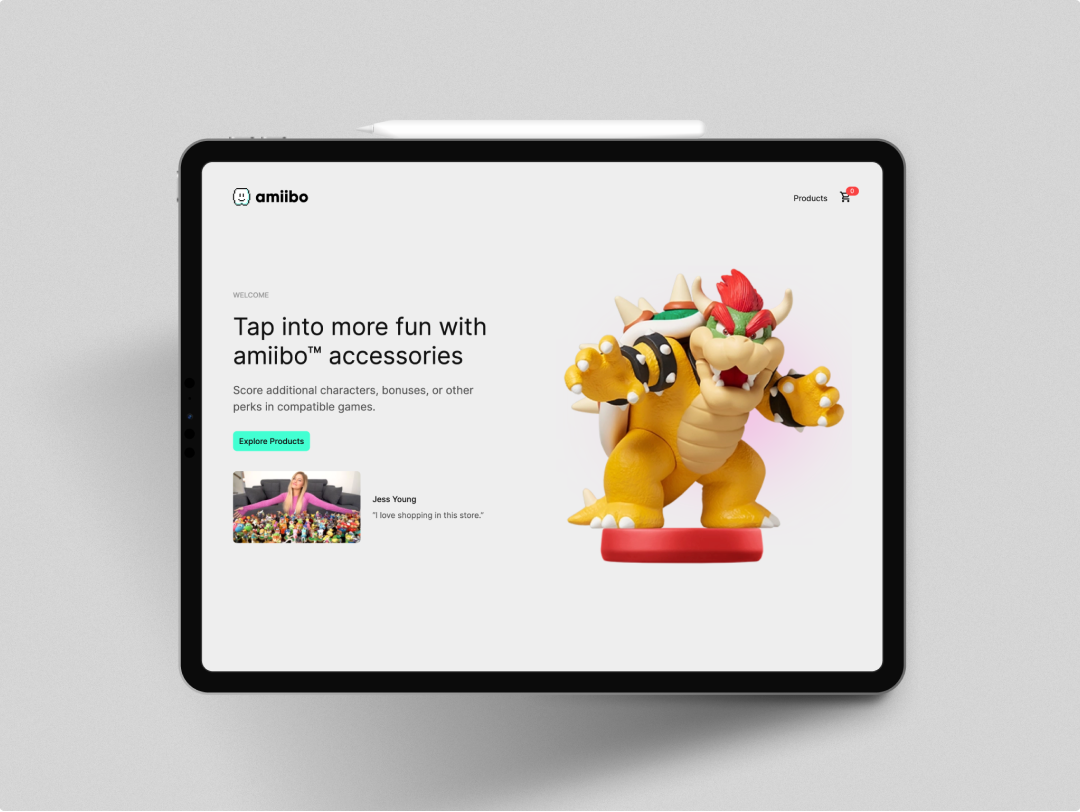 amiibo
Products
0
WELCOME
Tap into more fun with
amiibo™ accessories
Score additional characters, bonuses, or other
perks in compatible games.
Explore Products
Jess Young
"I love shopping in this store."